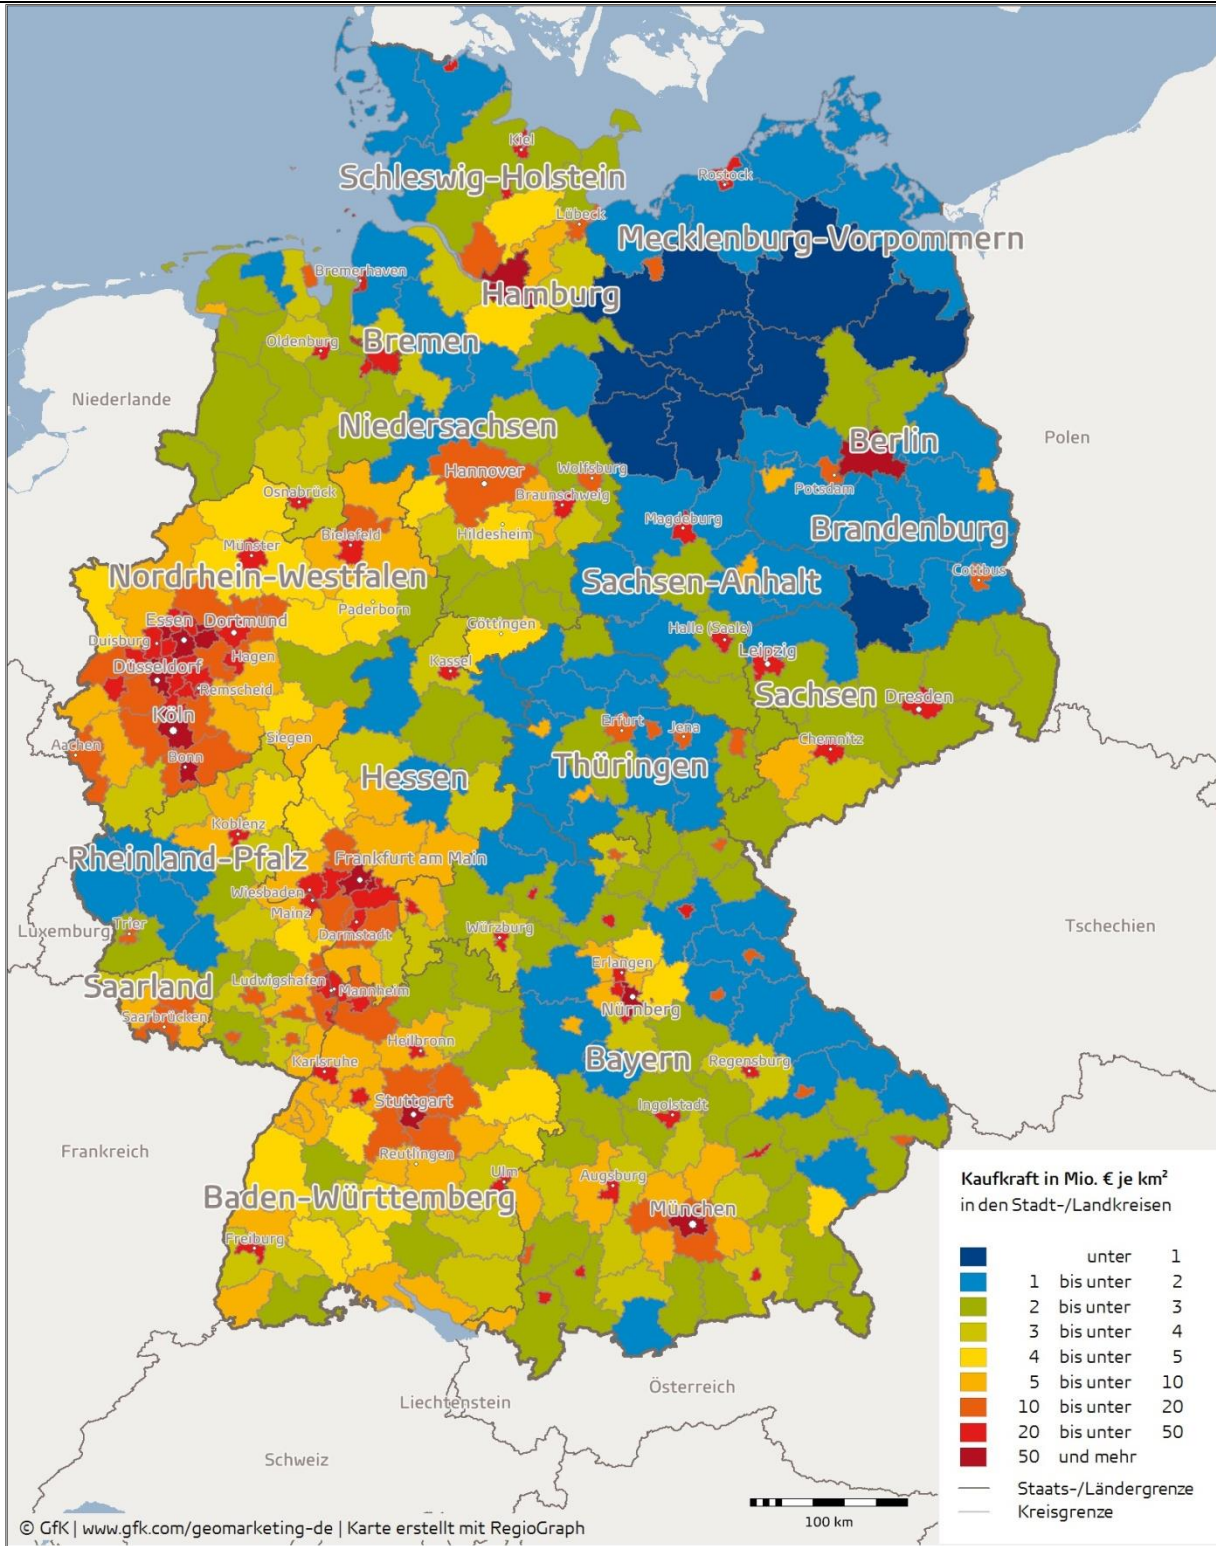 Kiel
Schleswig-Holstein
Rostock
Lübeck
Mecklenburg-Vorpommern
Bremerhaven
Hamburg
Oldenburg
Bremen
Niederlande
Niedersachsen
Berlin
Polen
Hannover
Wolfsburg
Potsdam
Osnabrück
Braunschweig
Magdeburg
Brandenburg
Bielefeld
Hildesheim
Münster
Nordrhein-Westfalen
Sachsen-Anhalt
Cottbus
Paderborn
Essen
Dortmund
Göttingen
Halle (Saale)
Duisburg
Hagen
Kassel
Leipzig
Düsseldorf
Remscheid
Sachsen
Dresden
Köln
Siegen
Erfurt
Jena
Chemnitz
Aachen
Bonn
Hessen
Thüringen
Koblenz
Rheinland-Pfalz
Frankfurt am Main
Wiesbaden
Mainz
Luxemburg
Trier
Darmstadt
Würzburg
Tschechien
Saarland
Ludwigshafen
Mannheim
Erlangen
Nürnberg
Saarbrücken
Heilbronn
Bayern
Karlsruhe
Regensburg
Stuttgart
Ingolstadt
Frankreich
Reutlingen
Ulm
Augsburg
Baden-Württemberg
München
Freiburg
Österreich
Liechtenstein
Schweiz
Kaufkraft in Mio. € je km²
in den Stadt-/Landkreisen
unter 1
1 bis unter 2
2 bis unter 3
3 bis unter 4
4 bis unter 5
5 bis unter 10
10 bis unter 20
20 bis unter 50
50 und mehr
Staats-/Ländergrenze
Kreisgrenze
100 km
© GfK | www.gfk.com/geomarketing-de | Karte erstellt mit RegioGraph